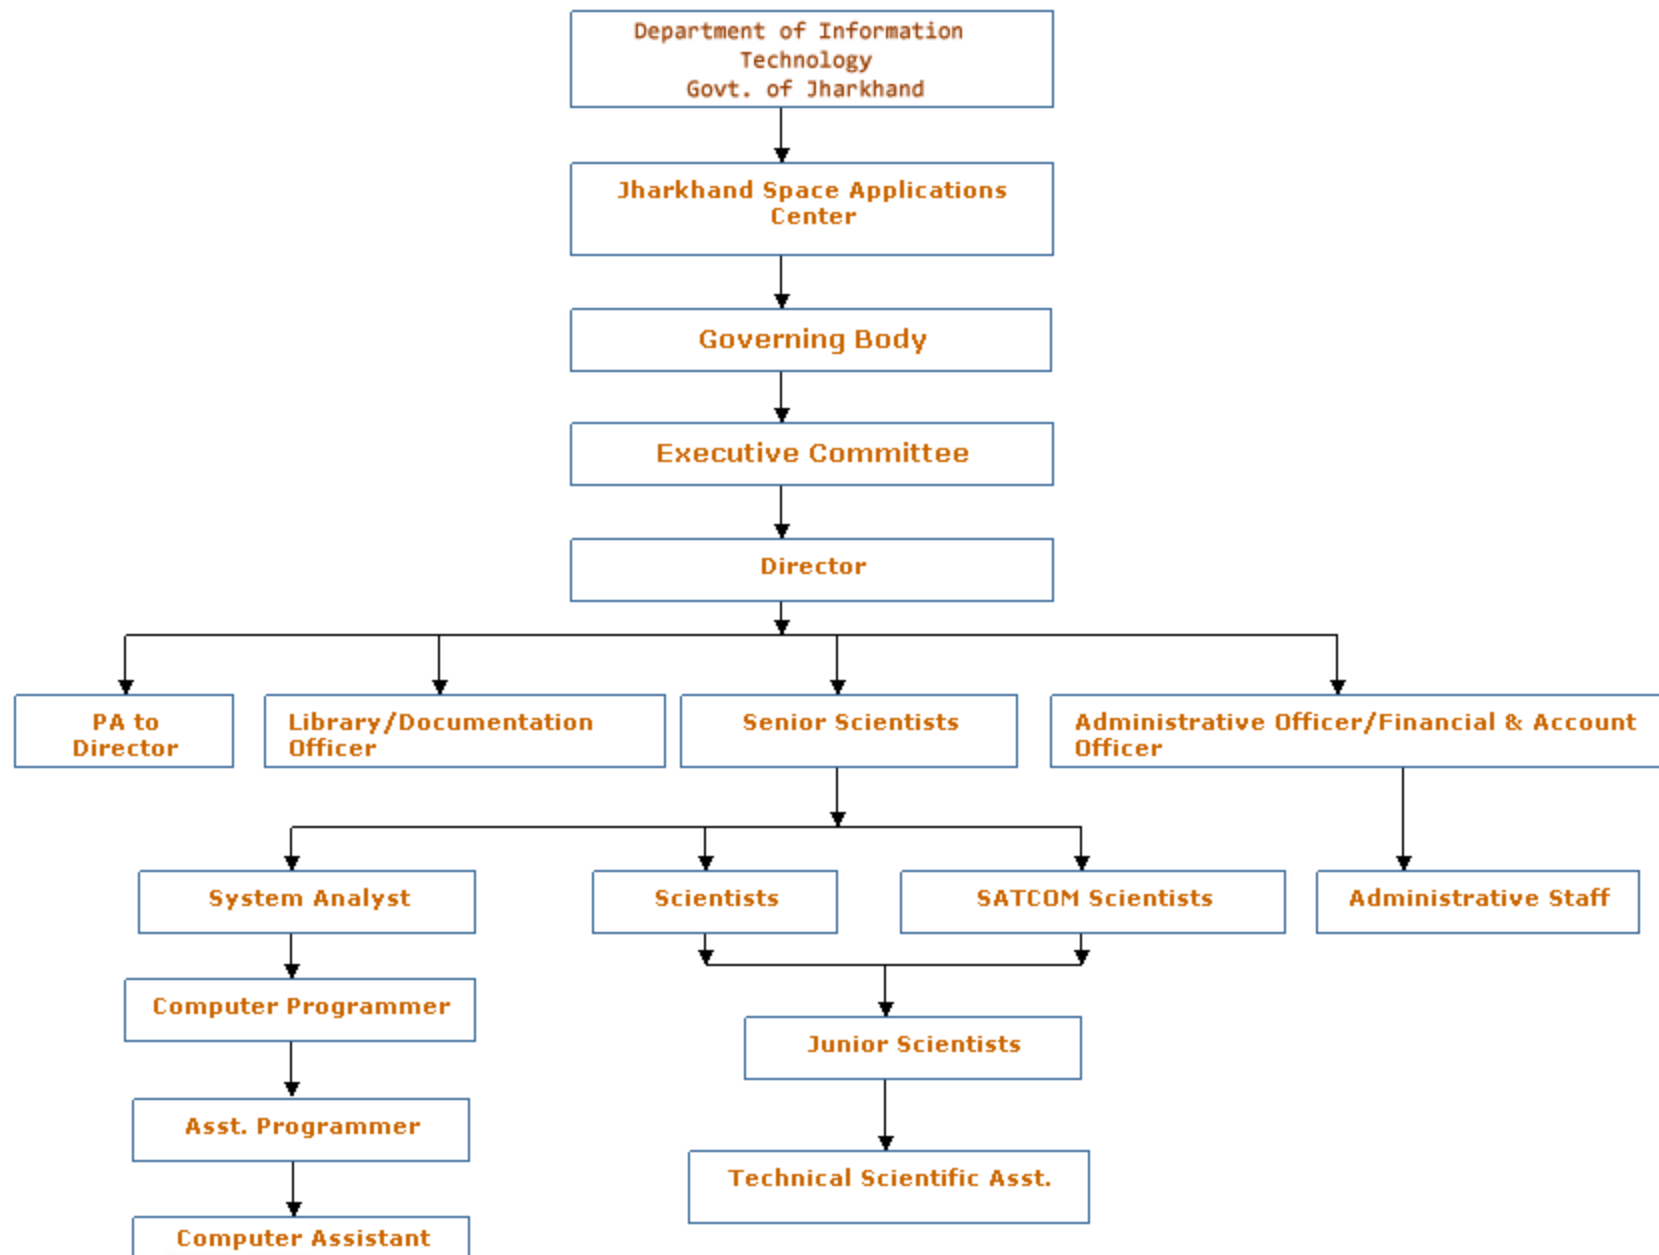 Department of Information
Technology
Govt. of Jharkhand
Jharkhand Space Applications
Center
Governing Body
Executive Committee
Director
PA to
Director
Library/Documentation
Officer
Senior Scientists
Administrative Officer/Financial & Account
Officer
System Analyst
Scientists
SATCOM Scientists
Administrative Staff
Computer Programmer
Junior Scientists
Asst. Programmer
Technical Scientific Asst.
Computer Assistant